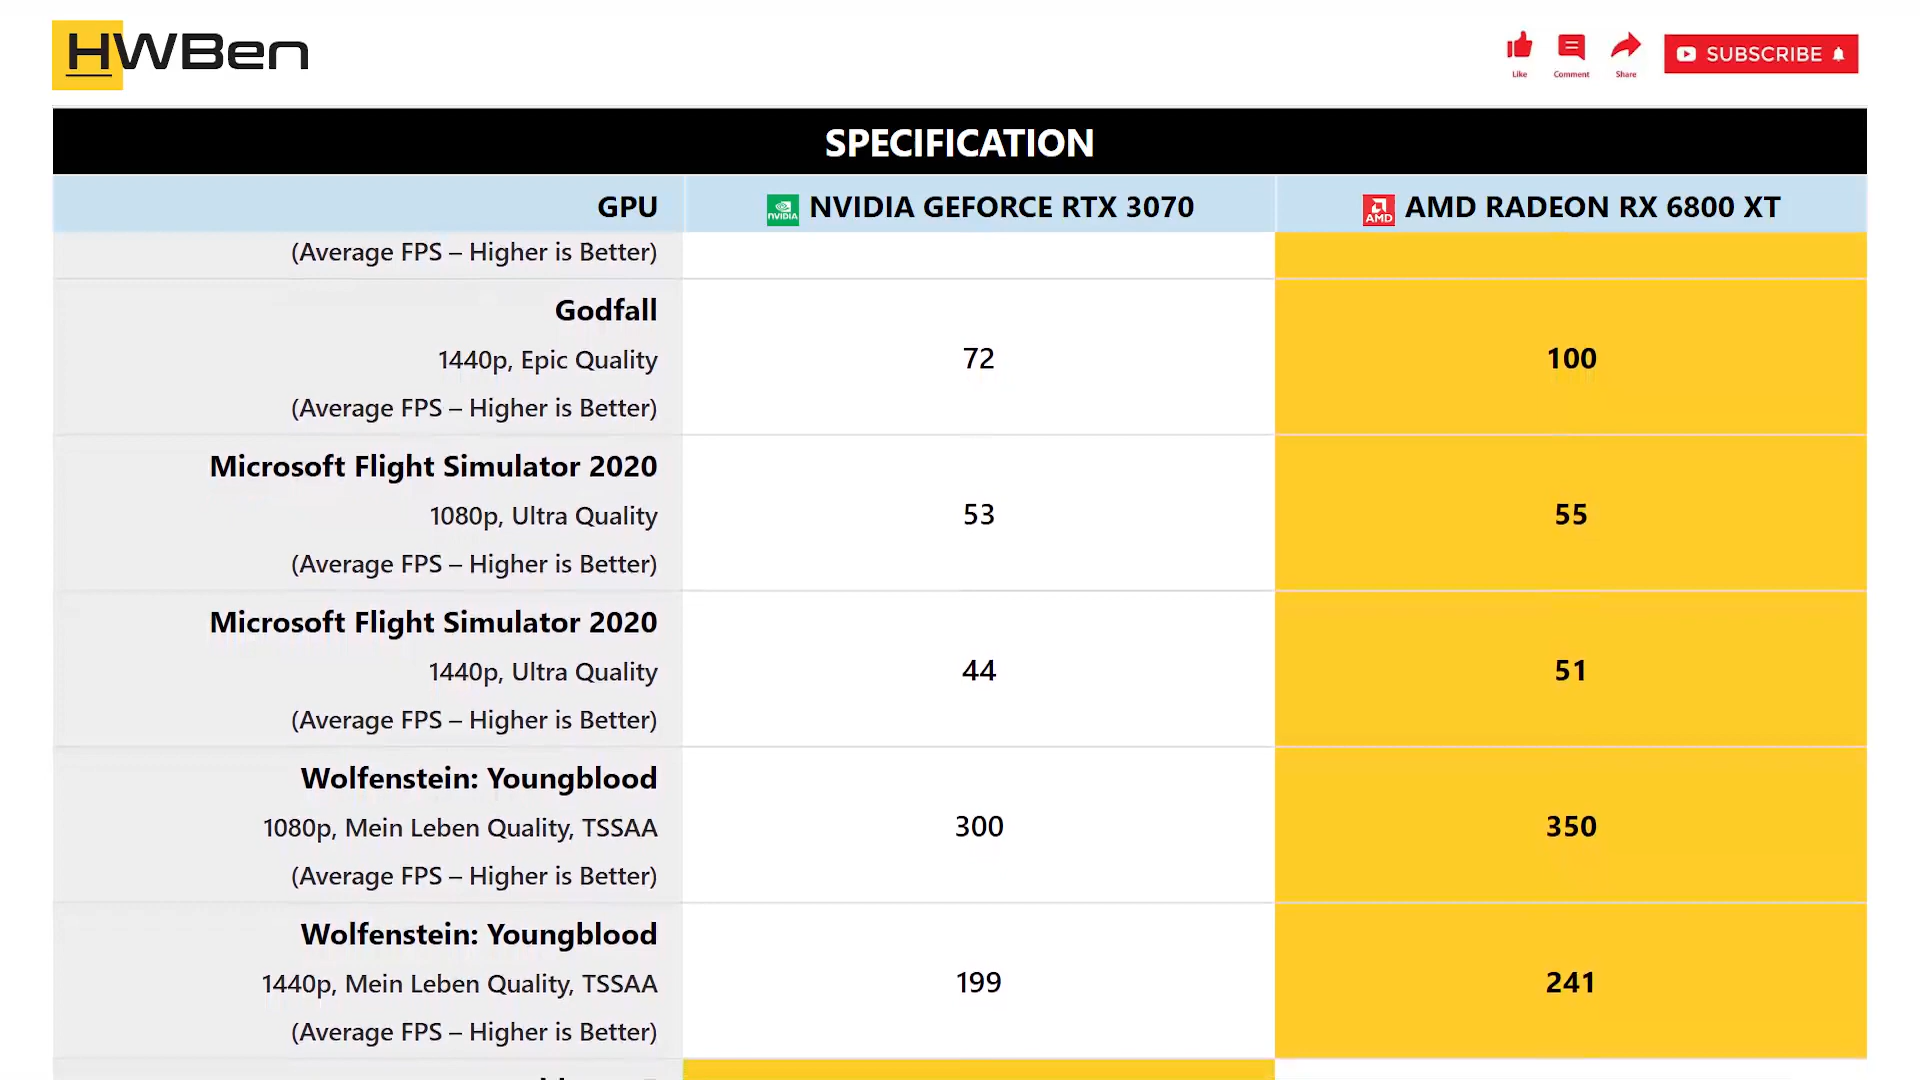 HWBen
Like
Comment
Share
SUBSCRIBE
SPECIFICATION
GPU
NVIDIA
NVIDIA GEFORCE RTX 3070
AMD
AMD RADEON RX 6800 XT
(Average FPS – Higher is Better)
Godfall
1440p, Epic Quality
(Average FPS – Higher is Better)
72
100
Microsoft Flight Simulator 2020
1080p, Ultra Quality
(Average FPS – Higher is Better)
53
55
Microsoft Flight Simulator 2020
1440p, Ultra Quality
(Average FPS – Higher is Better)
44
51
Wolfenstein: Youngblood
1080p, Mein Leben Quality, TSSAA
(Average FPS – Higher is Better)
300
350
Wolfenstein: Youngblood
1440p, Mein Leben Quality, TSSAA
(Average FPS – Higher is Better)
199
241